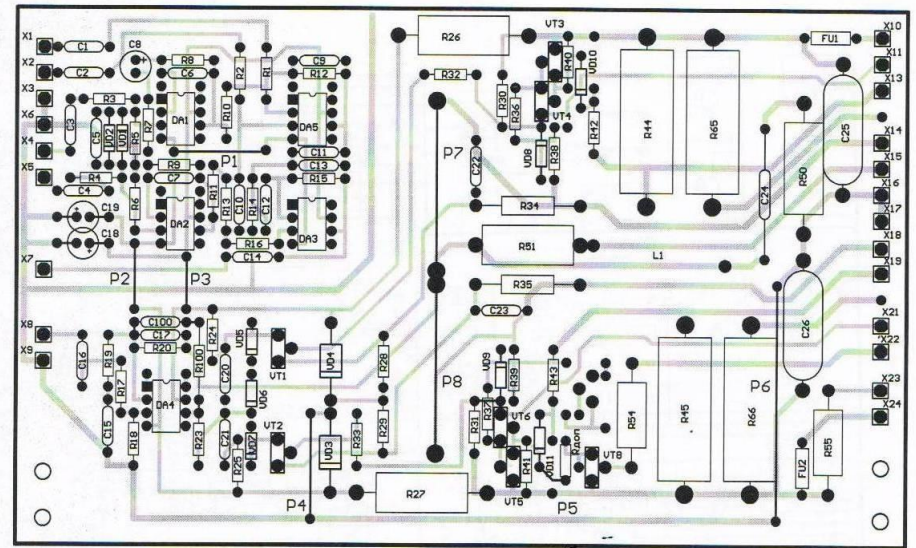 X1
C1
C8
X2
C2
X3
R3
X6
C3
C5
VD2
VD1
R5
R7
X4
X5
R4
C4
C19
C18
X7
R8
C6
DA1
R9
C7
R6
DA2
R11
R2
R1
R10
P1
C9
R12
DA5
C11
C13
R15
R13
C10
R14
C12
DA3
R16
C14
P2
P3
X8
X9
C16
R19
R17
C15
R18
C100
C17
R20
DA4
R100
R24
R23
C20
C21
R25
VD5
VD6
VD7
VT1
VT2
VD4
VD3
R28
R29
R33
P4
R26
R32
P7
C22
R30
R36
VT3
VT4
R40
VD10
VD8
R38
R42
R44
R65
R34
R51
R35
C23
L1
C24
R50
C25
FU1
X10
X11
X13
X14
X15
X16
X17
X18
X19
X21
X22
X23
X24
C26
P6
P8
VD9
R39
R43
R31
R37
VT6
R41
VT5
VD11
Rдоп
VT8
R54
R45
R66
FU2
R55
R27
P5